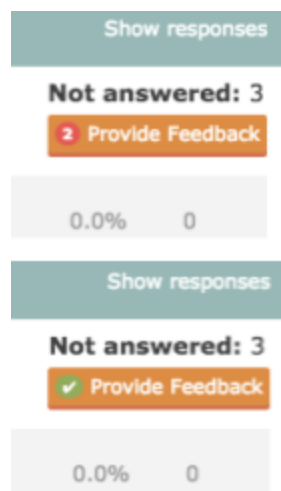 Show responses
Not answered: 3
2 Provide Feedback
0.0% 0
Show responses
Not answered: 3
✔ Provide Feedback
0.0% 0